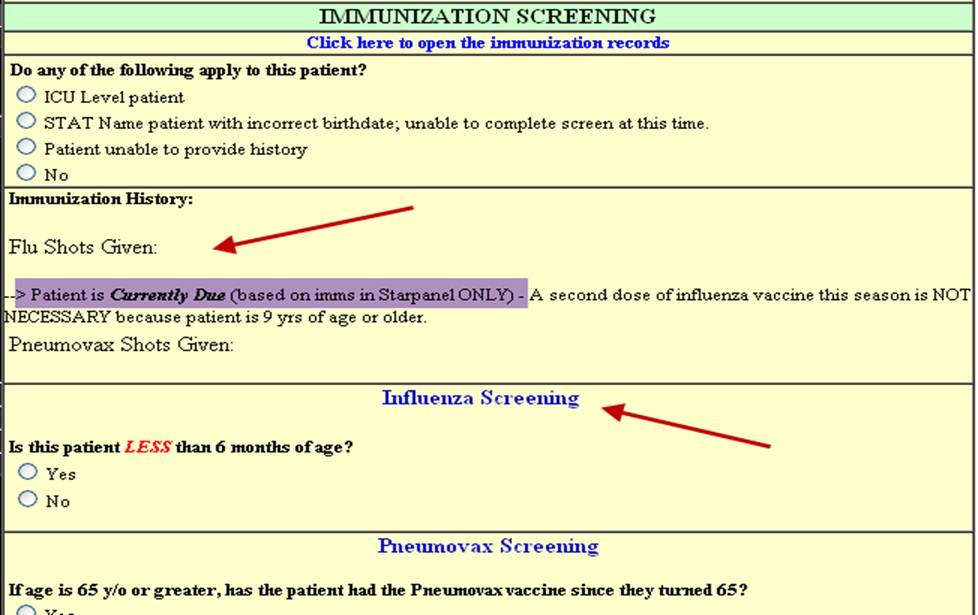 IMMUNIZATION SCREENING
Click here to open the immunization records
Do any of the following apply to this patient?
ICU Level patient
STAT Name patient with incorrect birthdate; unable to complete screen at this time.
Patient unable to provide history
No
Immunization History:
Flu Shots Given:
--> Patient is Currently Due (based on imms in Starpanel ONLY) - A second dose of influenza vaccine this season is NOT
NECESSARY because patient is 9 yrs of age or older.
Pneumovax Shots Given:
Influenza Screening
Is this patient LESS than 6 months of age?
Yes
No
Pneumovax Screening
If age is 65 y/o or greater, has the patient had the Pneumovax vaccine since they turned 65?
Yes